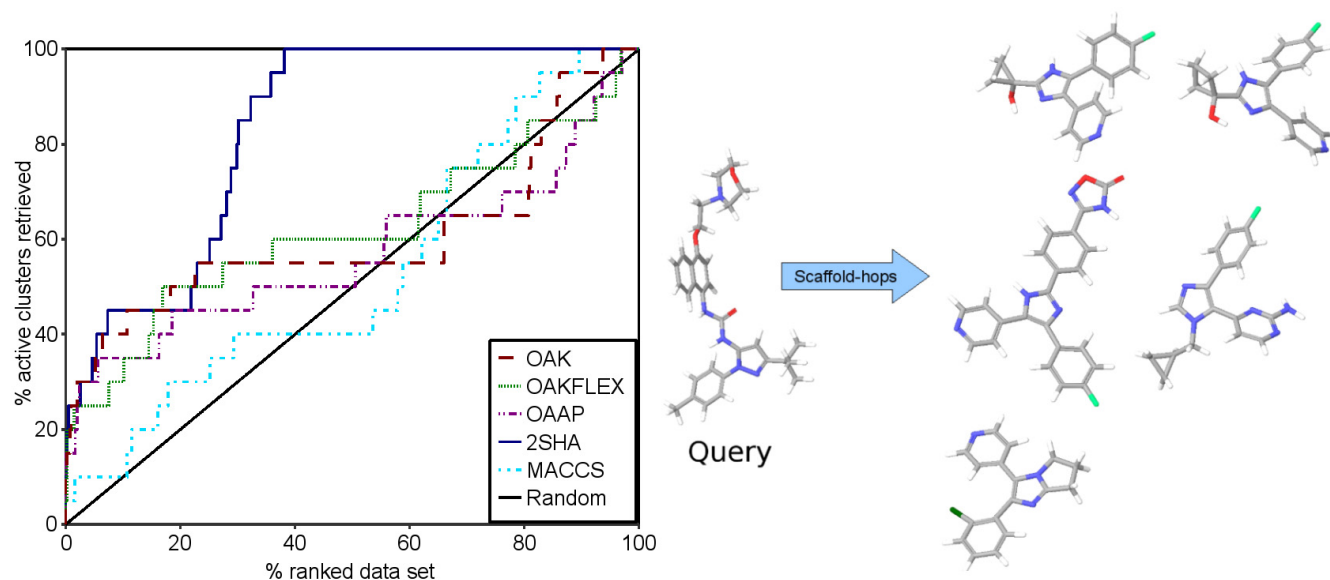 100
80
60
40
20
0
% active clusters retrieved
0 20 40 60 80 100
% ranked data set
OAK
OAKFLEX
OAAP
2SHA
MACCS
Random
Query
Scaffold-hops